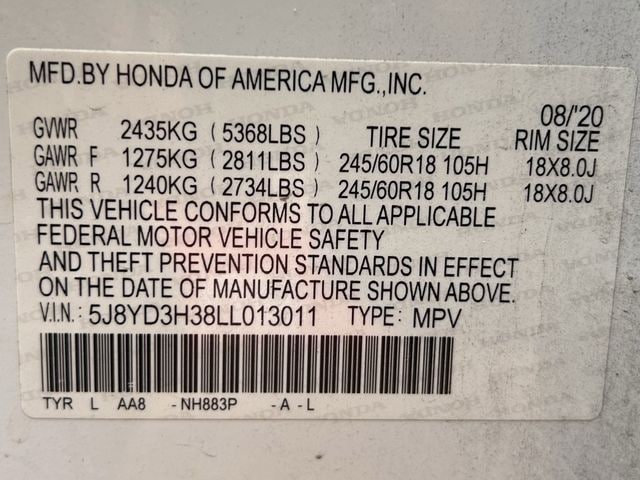 MFD.BY HONDA OF AMERICA MFG.,INC.
08/'20
GVWR 2435KG (5368LBS) TIRE SIZE RIM SIZE
GAWR F 1275KG (2811LBS) 245/60R18 105H 18X8.0J
GAWR R 1240KG (2734LBS) 245/60R18 105H 18X8.0J
THIS VEHICLE CONFORMS TO ALL APPLICABLE
FEDERAL MOTOR VEHICLE SAFETY
AND THEFT PREVENTION STANDARDS IN EFFECT
ON THE DATE OF MANUFACTURE SHOWN ABOVE.
V.I.N.: 5J8YD3H38LL013011 TYPE: MPV
TYR L AA8 -NH883P -A-L